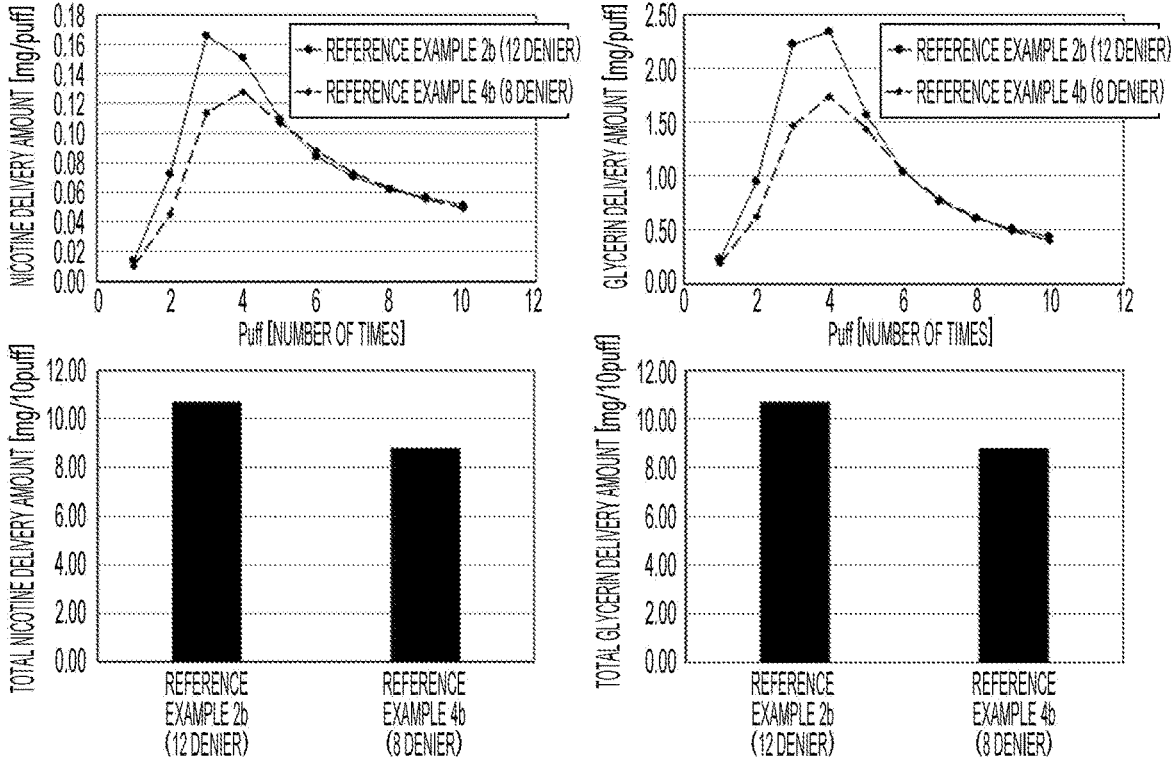 NICOTINE DELIVERY AMOUNT [mg/puff]
0.18
0.16
0.14
0.12
0.10
0.08
0.06
0.04
0.02
0.00
0 2 4 6 8 10 12
Puff [NUMBER OF TIMES]
REFERENCE EXAMPLE 2b (12 DENIER)
REFERENCE EXAMPLE 4b (8 DENIER)
GLYCERIN DELIVERY AMOUNT [mg/puff]
2.50
2.00
1.50
1.00
0.50
0.00
0 2 4 6 8 10 12
Puff [NUMBER OF TIMES]
REFERENCE EXAMPLE 2b (12 DENIER)
REFERENCE EXAMPLE 4b (8 DENIER)
TOTAL NICOTINE DELIVERY AMOUNT [mg/10puff]
12.00
10.00
8.00
6.00
4.00
2.00
0.00
REFERENCE
EXAMPLE 2b
(12 DENIER)
REFERENCE
EXAMPLE 4b
(8 DENIER)
TOTAL GLYCERIN DELIVERY AMOUNT [mg/10puff]
12.00
10.00
8.00
6.00
4.00
2.00
0.00
REFERENCE
EXAMPLE 2b
(12 DENIER)
REFERENCE
EXAMPLE 4b
(8 DENIER)